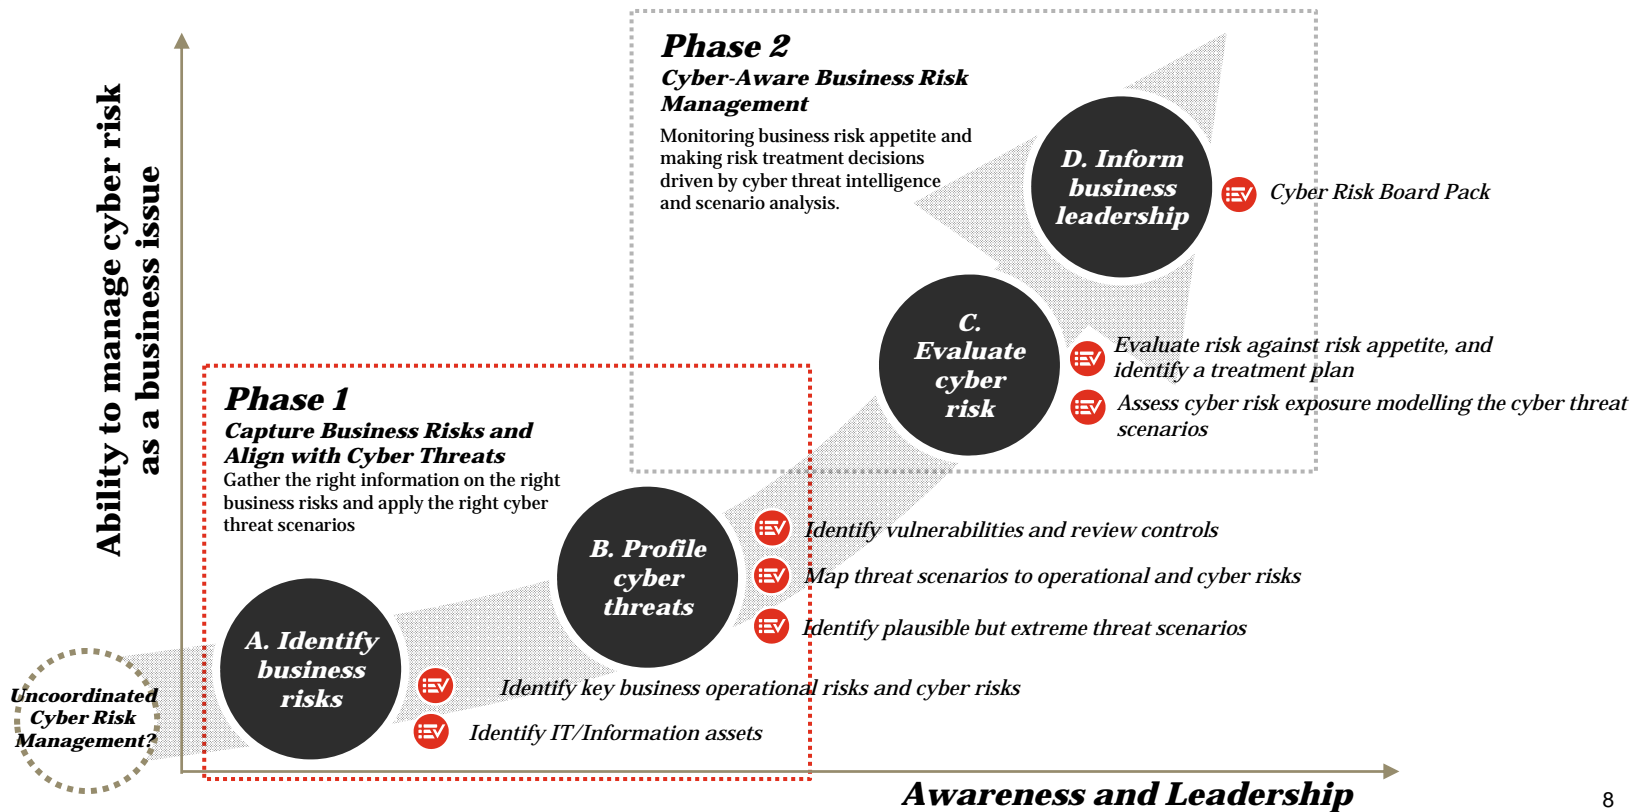 Ability to manage cyber risk
as a business issue
Phase 2
Cyber-Aware Business Risk
Management
Monitoring business risk appetite and
making risk treatment decisions
driven by cyber threat intelligence
and scenario analysis.
D. Inform
business
leadership
Cyber Risk Board Pack
C.
Evaluate
cyber
risk
Evaluate risk against risk appetite, and
identify a treatment plan
Assess cyber risk exposure modelling the cyber threat
scenarios
Phase 1
Capture Business Risks and
Align with Cyber Threats
Gather the right information on the right
business risks and apply the right cyber
threat scenarios
B. Profile
cyber
threats
Identify vulnerabilities and review controls
Map threat scenarios to operational and cyber risks
Identify plausible but extreme threat scenarios
A. Identify
business
risks
Identify key business operational risks and cyber risks
Identify IT/Information assets
Uncoordinated
Cyber Risk
Management?
Awareness and Leadership
8